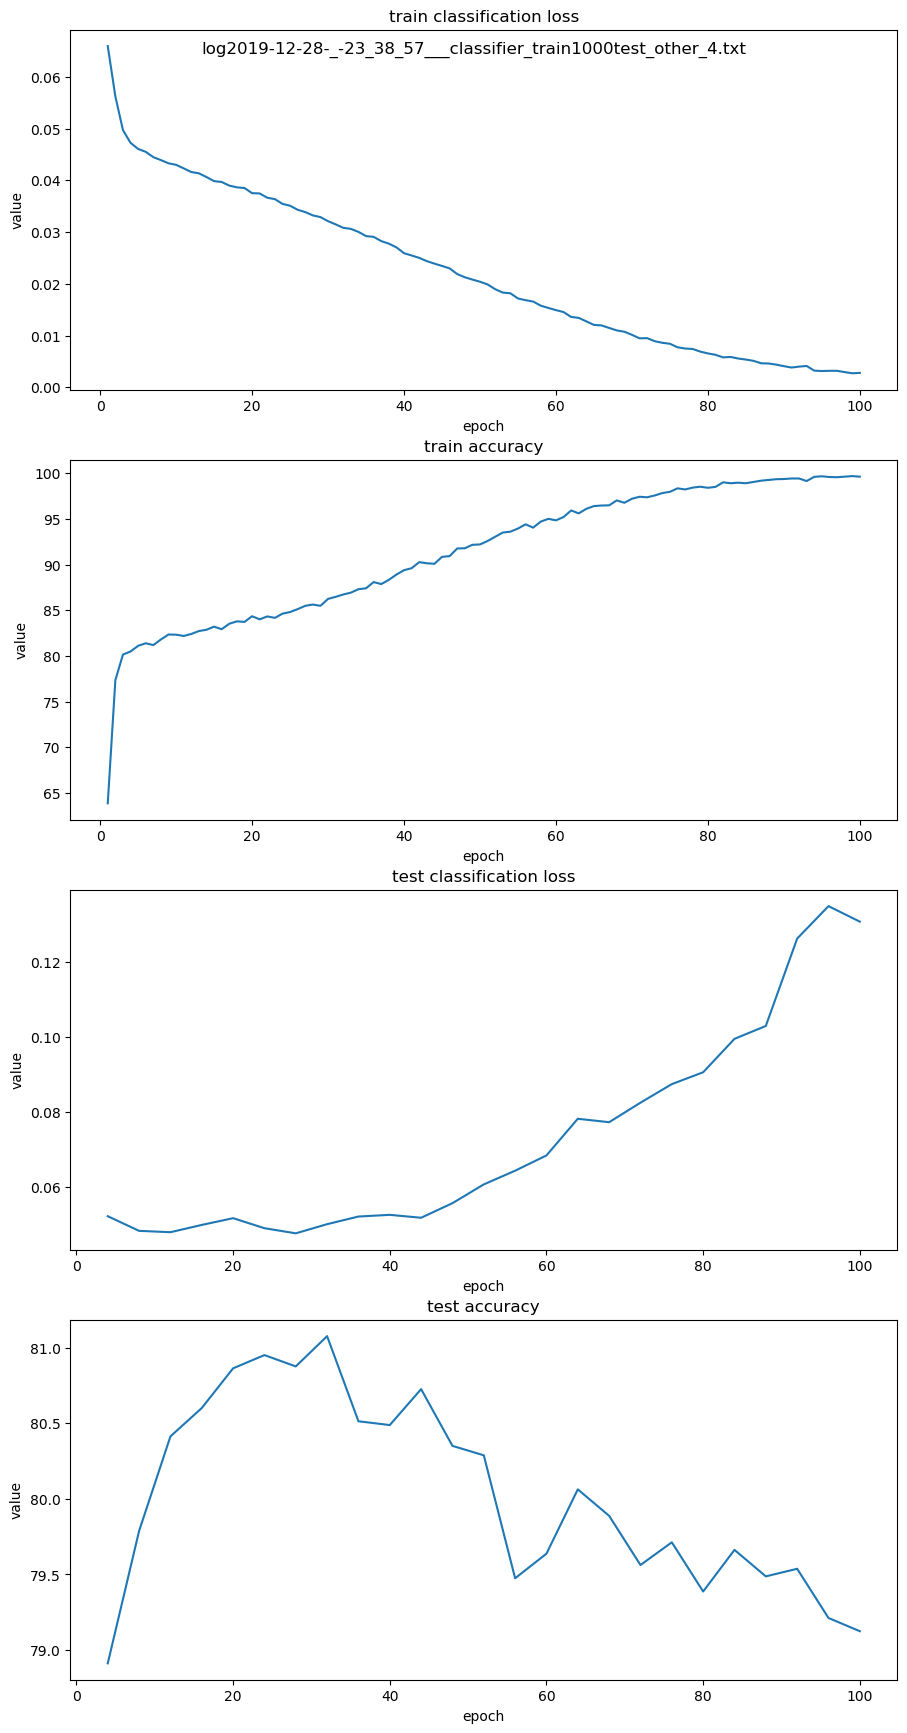 train classification loss
log2019-12-28-_-23_38_57___classifier_train1000test_other_4.txt
0.06
0.05
0.04
value
0.03
0.02
0.01
0.00
0 20 40 60 80 100
epoch
train accuracy
100
95
90
85
value
80
75
70
65
0 20 40 60 80 100
epoch
test classification loss
0.12
0.10
value
0.08
0.06
0 20 40 60 80 100
epoch
test accuracy
81.0
80.5
value
80.0
79.5
79.0
0 20 40 60 80 100
epoch